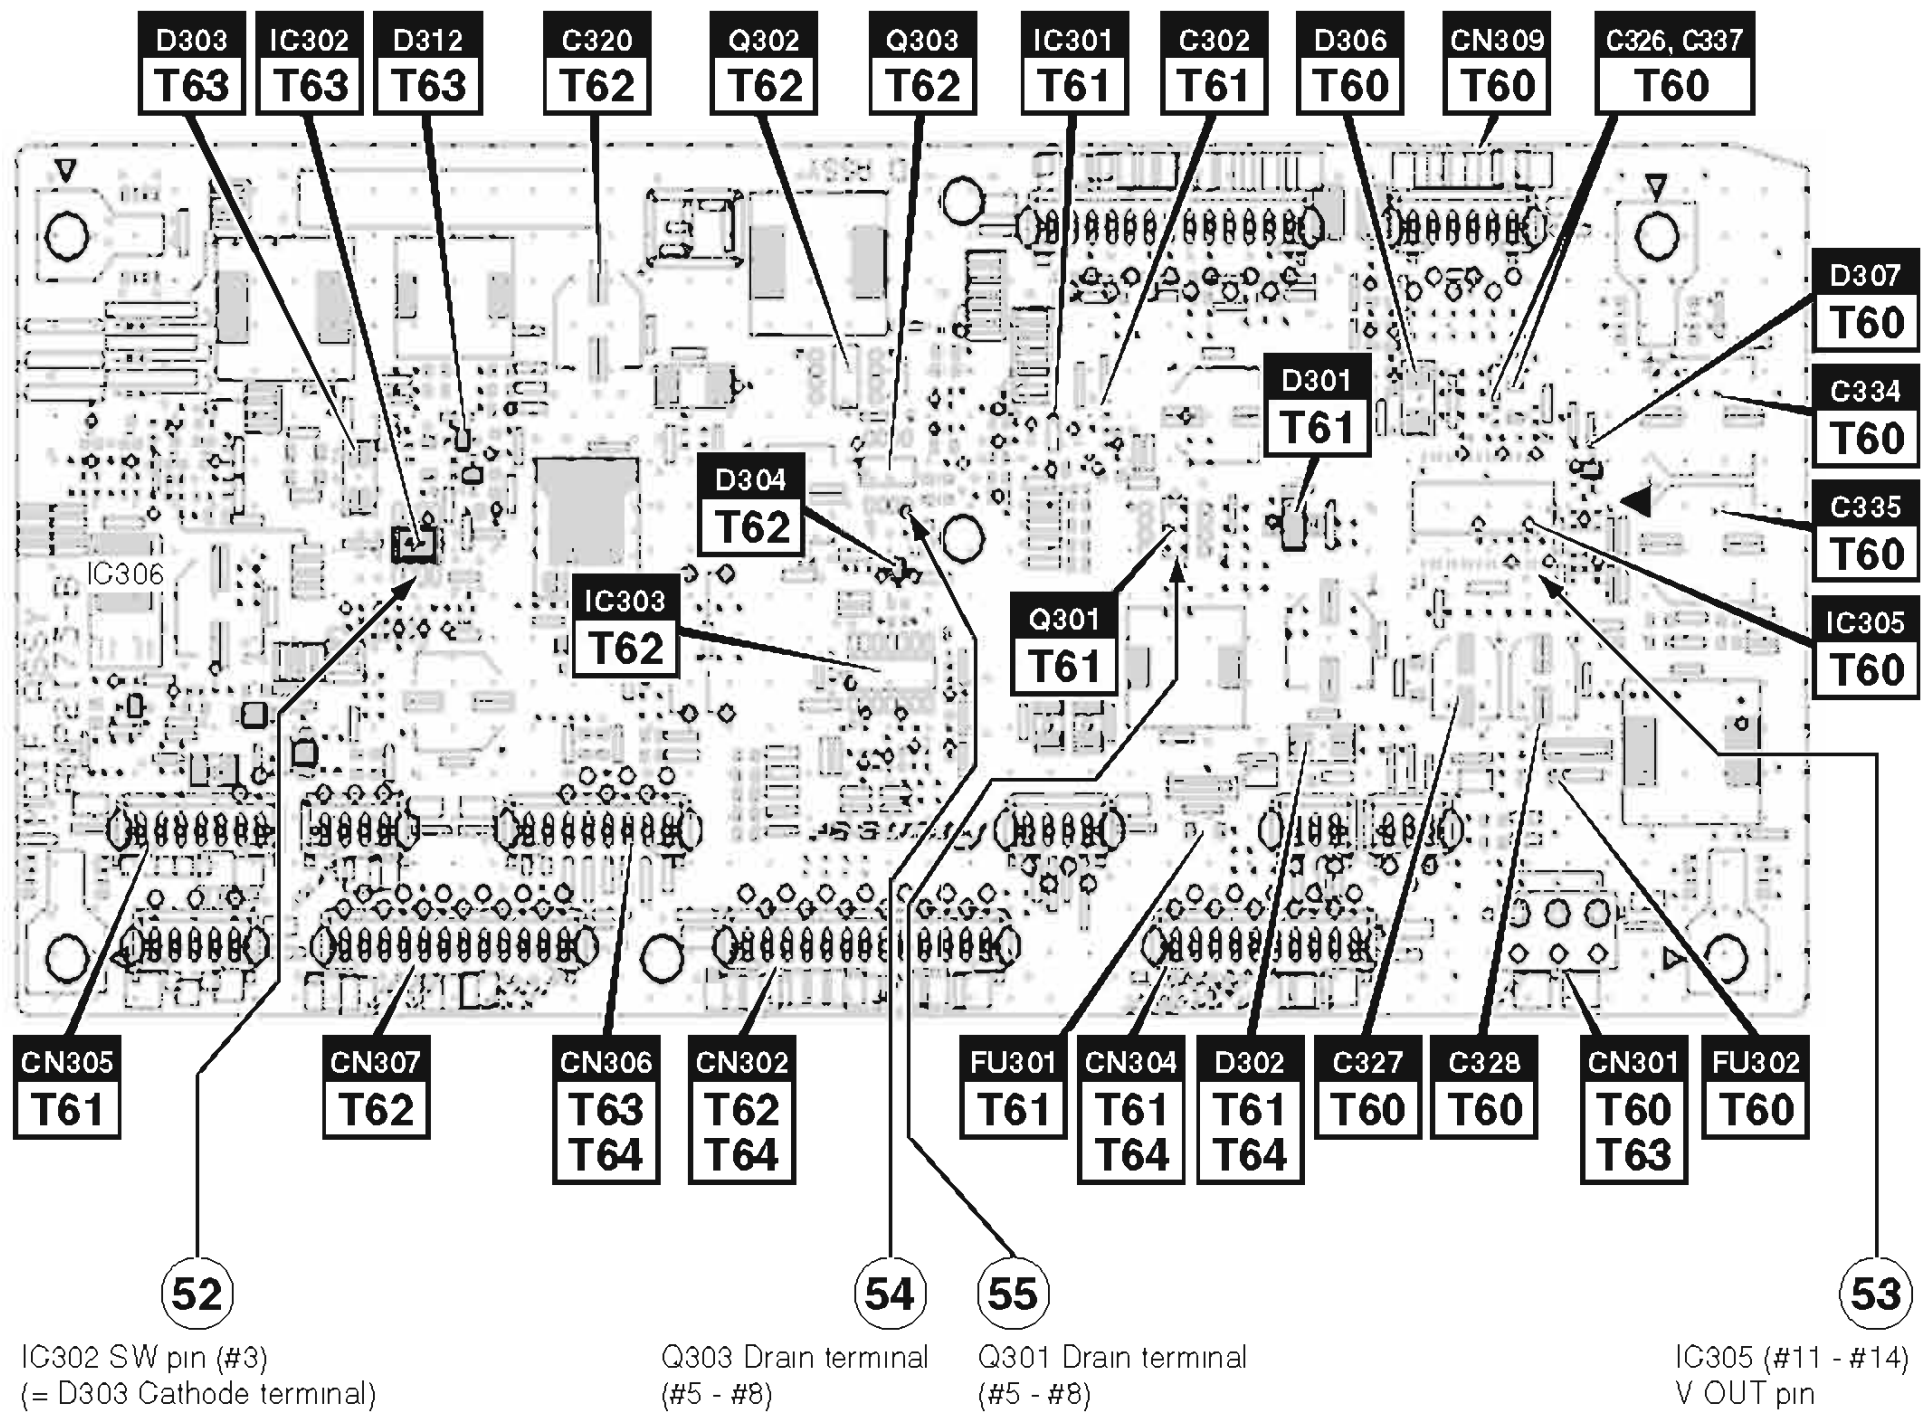 D303
T63
IC302
T63
D312
T63
C320
T62
Q302
T62
Q303
T62
IC301
T61
C302
T61
D306
T60
CN309
T60
C326, C337
T60
D307
T60
D301
T61
C334
T60
D304
T62
C335
T60
IC306
IC303
T62
Q301
T61
IC305
T60
CN305
T61
CN307
T62
CN306
T63
T64
CN302
T62
T64
FU301
T61
CN304
T61
T64
D302
T61
T64
C327
T60
C328
T60
CN301
T60
T63
FU302
T60
52
54
55
53
IC302 SW pin (#3)
(= D303 Cathode terminal)
Q303 Drain terminal
(#5 - #8)
Q301 Drain terminal
(#5 - #8)
IC305 (#11 - #14)
V OUT pin